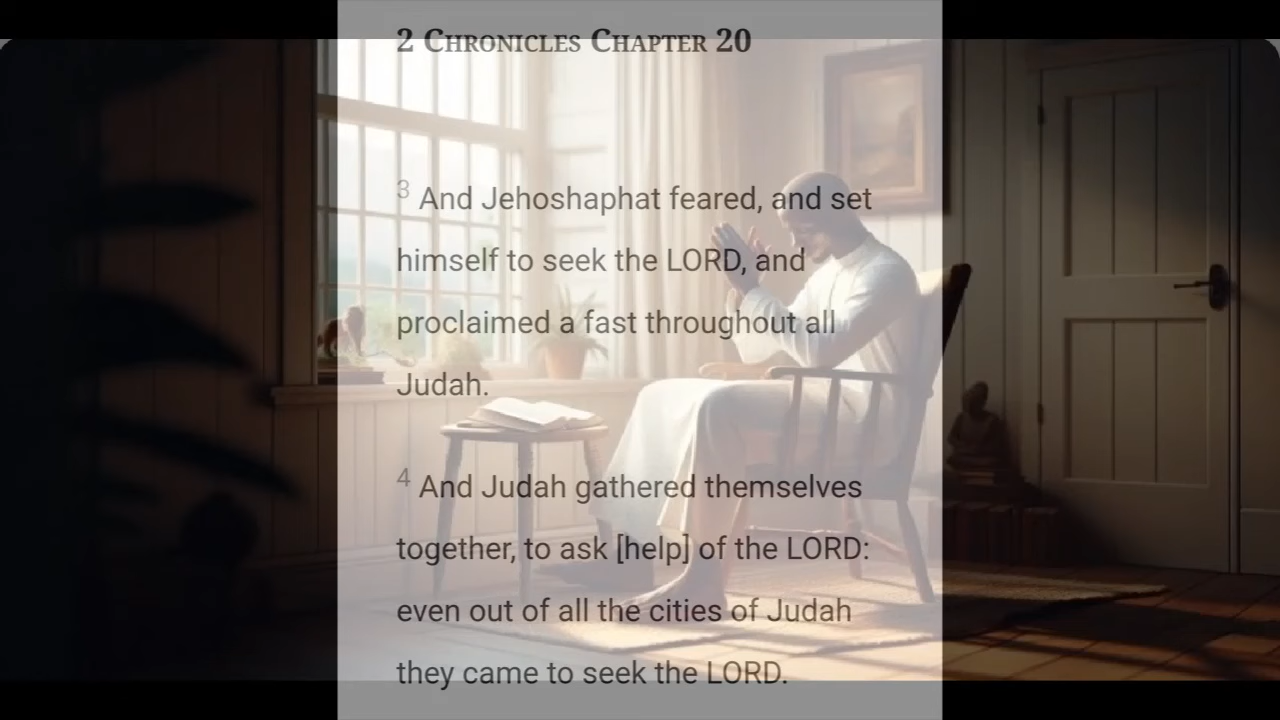 2 Chronicles Chapter 20
3 And Jehoshaphat feared, and set
himself to seek the LORD, and
proclaimed a fast throughout all
Judah.
4 And Judah gathered themselves
together, to ask [help] of the LORD:
even out of all the cities of Judah
they came to seek the LORD.